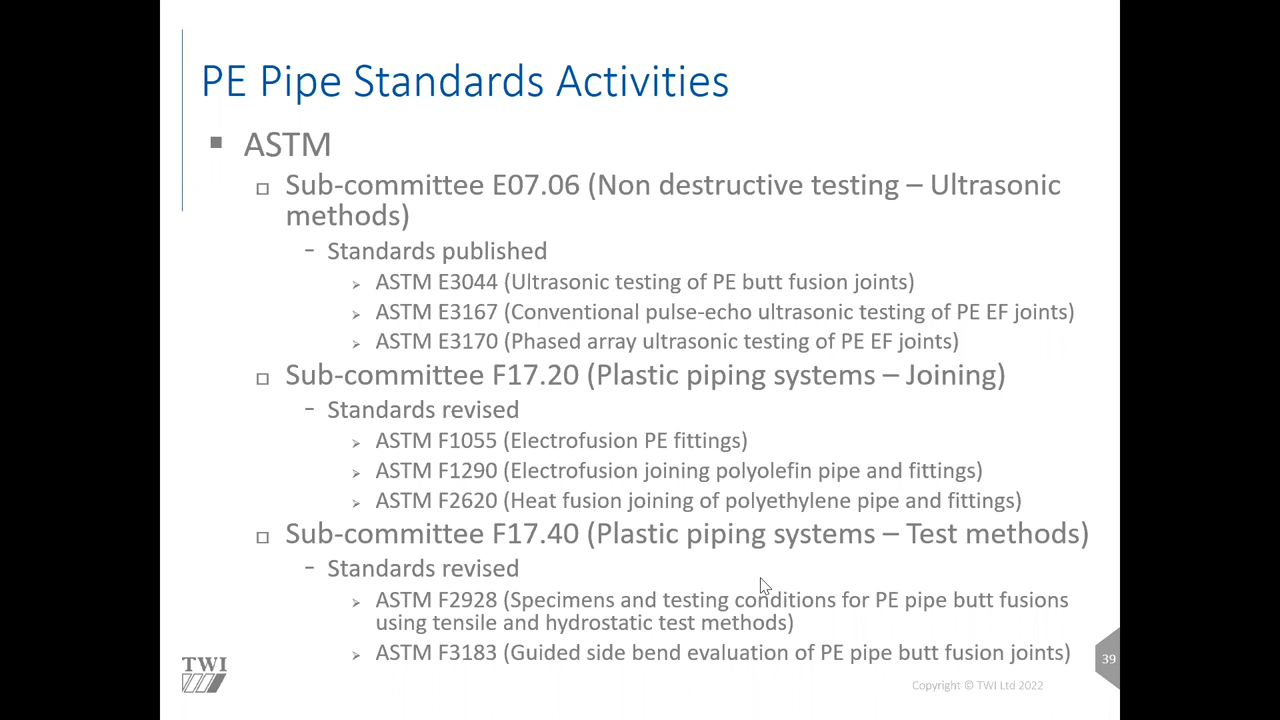 PE Pipe Standards Activities
ASTM
Sub-committee E07.06 (Non destructive testing – Ultrasonic
methods)
– Standards published
ASTM E3044 (Ultrasonic testing of PE butt fusion joints)
ASTM E3167 (Conventional pulse-echo ultrasonic testing of PE EF joints)
ASTM E3170 (Phased array ultrasonic testing of PE EF joints)
Sub-committee F17.20 (Plastic piping systems – Joining)
– Standards revised
ASTM F1055 (Electrofusion PE fittings)
ASTM F1290 (Electrofusion joining polyolefin pipe and fittings)
ASTM F2620 (Heat fusion joining of polyethylene pipe and fittings)
Sub-committee F17.40 (Plastic piping systems – Test methods)
– Standards revised
ASTM F2928 (Specimens and testing conditions for PE pipe butt fusions
using tensile and hydrostatic test methods)
ASTM F3183 (Guided side bend evaluation of PE pipe butt fusion joints)
TWI
39
Copyright © TWI Ltd 2022